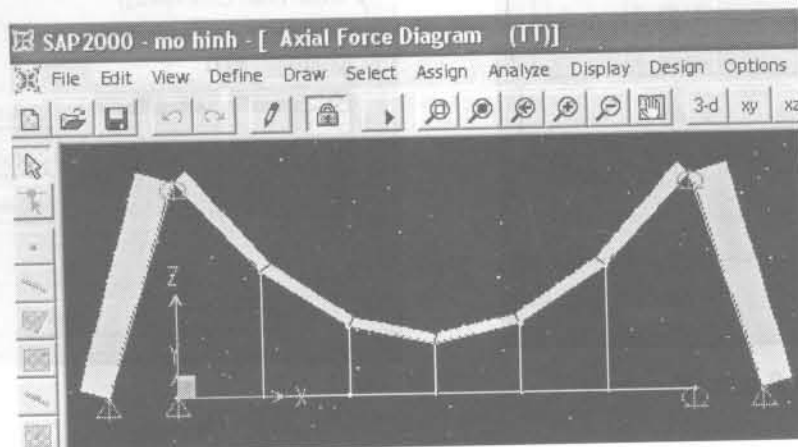 SAP2000 - mo hinh - [ Axial Force Diagram (TT)]
File Edit View Define Draw Select Assign Analyze Display Design Options
3-d xy xz
Z
Y
X